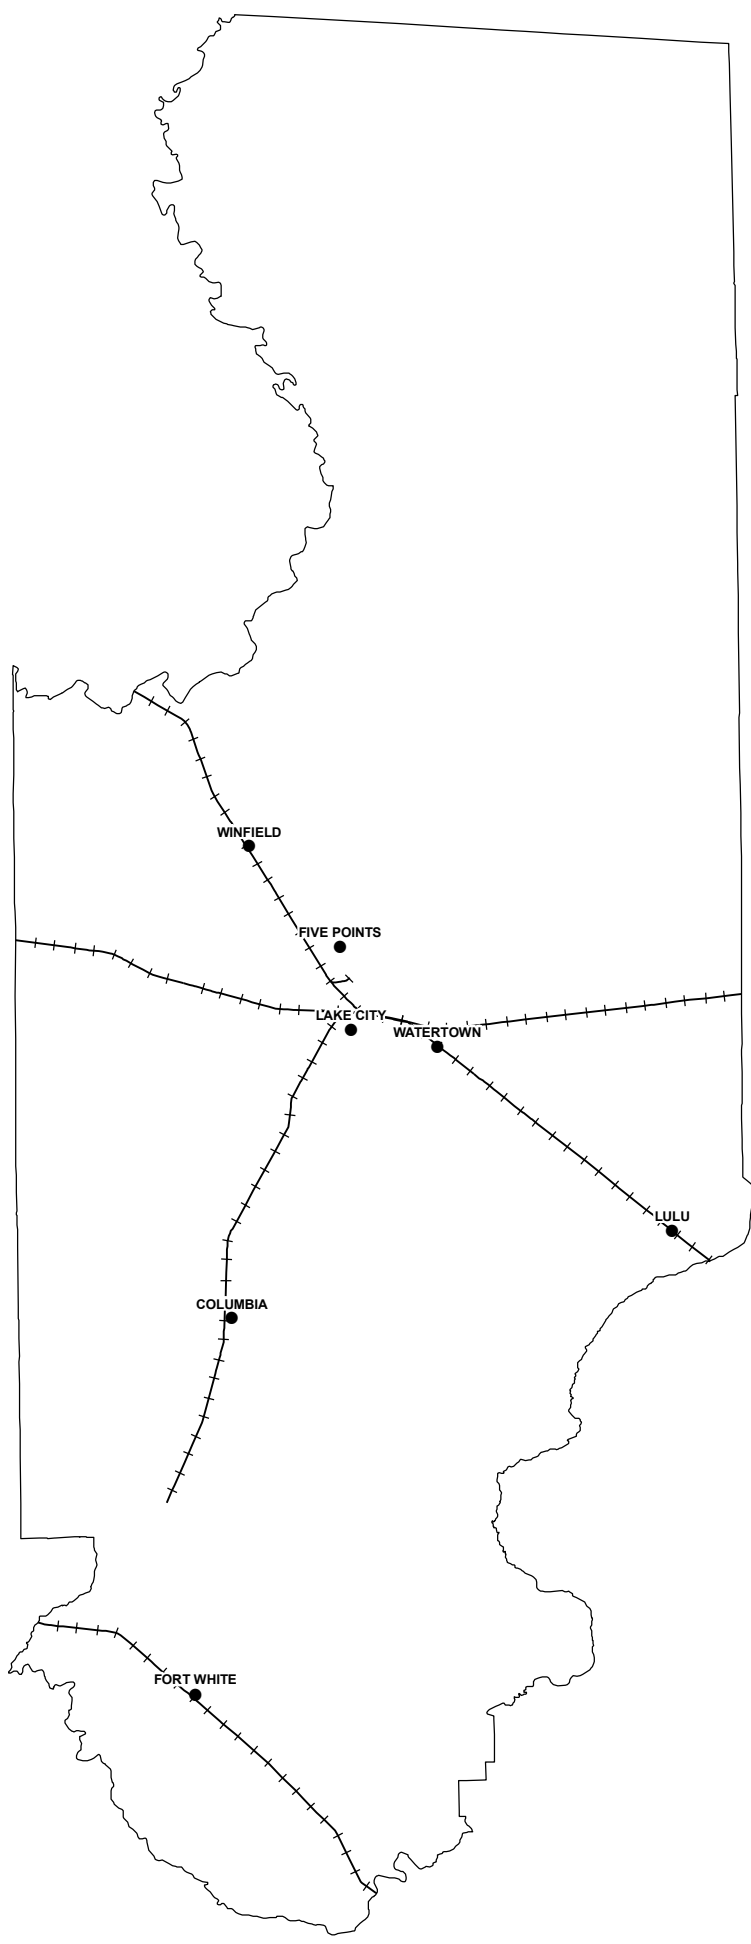 WINFIELD
FIVE POINTS
LAKE CITY
WATERTOWN
LULU
COLUMBIA
FORT WHITE